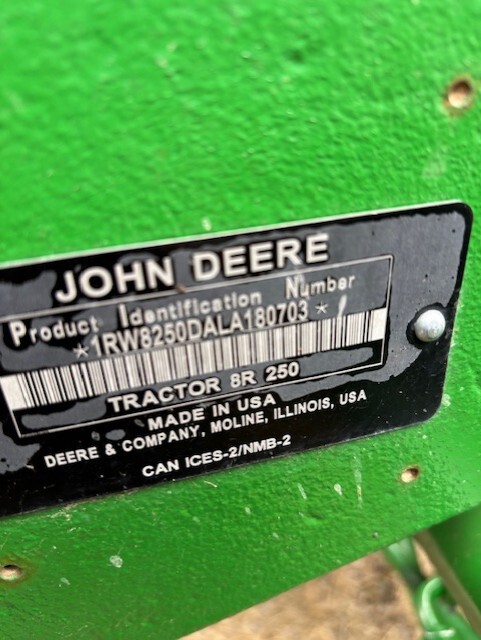 JOHN DEERE
Product Identification Number
*1RW8250DALA180703*
TRACTOR 8R 250
MADE IN USA
DEERE & COMPANY, MOLINE, ILLINOIS, USA
CAN ICES-2/NMB-2